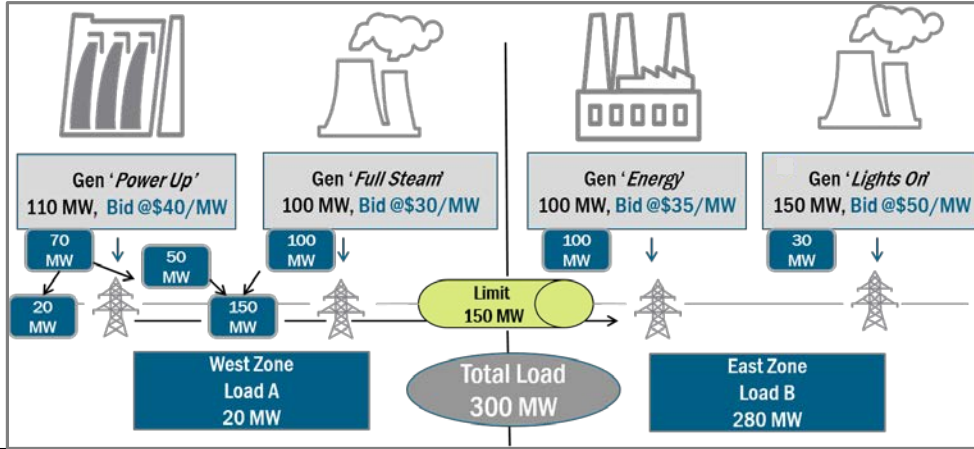 Gen ‘Power Up’
110 MW, Bid @$40/MW
Gen ‘Full Steam’
100 MW, Bid @$30/MW
Gen ‘Energy’
100 MW, Bid @$35/MW
Gen ‘Lights On’
150 MW, Bid @$50/MW
70
MW
50
MW
100
MW
100
MW
30
MW
20
MW
150
MW
Limit
150 MW
West Zone
Load A
20 MW
Total Load
300 MW
East Zone
Load B
280 MW